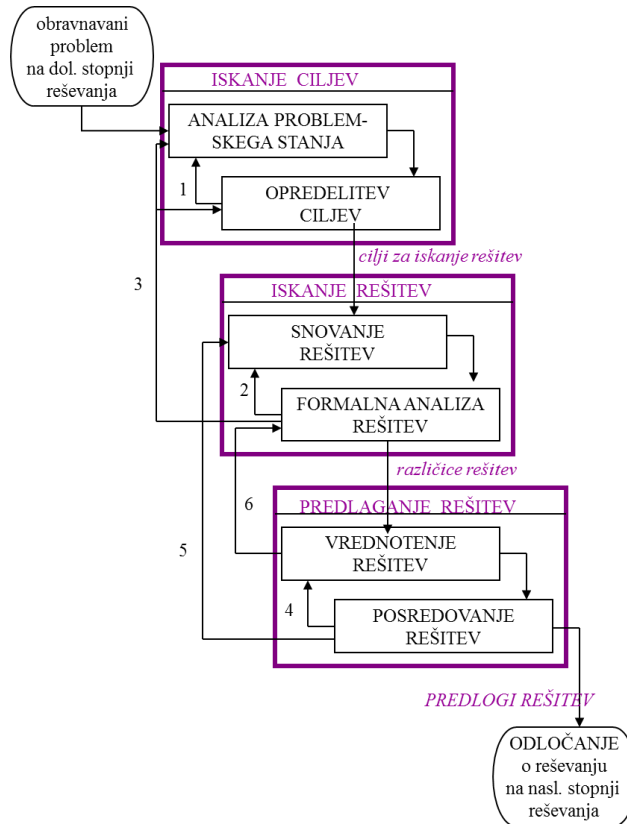 obravnavani
problem
na dol. stopnji
reševanja
ISKANJE CILJEV
ANALIZA PROBLEM-
SKEGA STANJA
1
OPREDELITEV
CILJEV
cilji za iskanje rešitev
3
ISKANJE REŠITEV
SNOVANJE
REŠITEV
2
FORMALNA ANALIZA
REŠITEV
različice rešitev
6
PREDLAGANJE REŠITEV
VREDNOTENJE
REŠITEV
5
4
POSREDOVANJE
REŠITEV
PREDLOGI REŠITEV
ODLOČANJE
o reševanju
na nasl. stopnji
reševanja